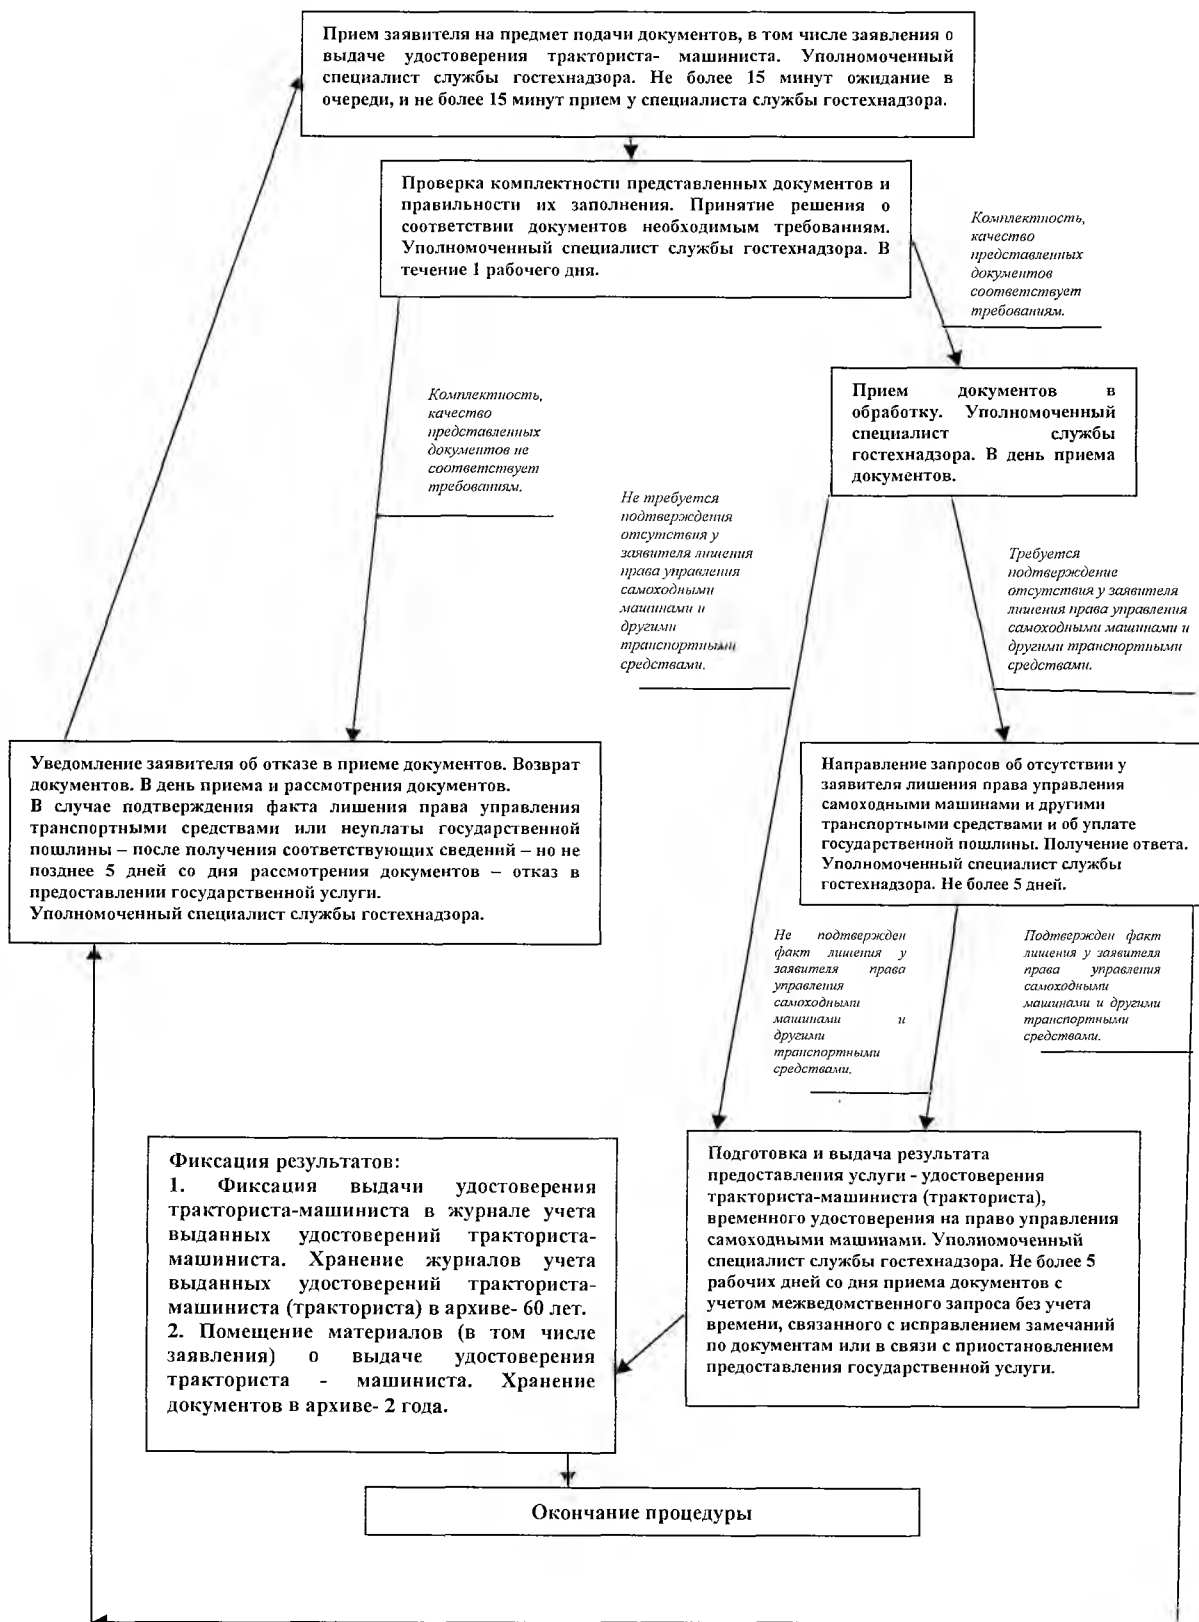 Прием заявителя на предмет подачи документов, в том числе заявления о
выдаче удостоверения тракториста- машиниста. Уполномоченный
специалист службы гостехнадзора. Не более 15 минут ожидание в
очереди, и не более 15 минут прием у специалиста службы гостехнадзора.
Проверка комплектности представленных документов и
правильности их заполнения. Принятие решения о
соответствии документов необходимым требованиям.
Уполномоченный специалист службы гостехнадзора. В
течение 1 рабочего дня.
Комплектность,
качество
представленных
документов
соответствует
требованиям.
Прием документов в
обработку. Уполномоченный
специалист службы
гостехнадзора. В день приема
документов.
Комплектность,
качество
представленных
документов не
соответствует
требованиям.
Не требуется
подтверждения
отсутствия у
заявителя лишения
права управления
самоходными
машинами и
другими
транспортными
средствами.
Требуется
подтверждение
отсутствия у заявителя
лишения права управления
самоходными машинами и
другими транспортными
средствами.
Уведомление заявителя об отказе в приеме документов. Возврат
документов. В день приема и рассмотрения документов.
В случае подтверждения факта лишения права управления
транспортными средствами или неуплаты государственной
пошлины – после получения соответствующих сведений – но не
позднее 5 дней со дня рассмотрения документов – отказ в
предоставлении государственной услуги.
Уполномоченный специалист службы гостехнадзора.
Направление запросов об отсутствии у
заявителя лишения права управления
самоходными машинами и другими
транспортными средствами и об уплате
государственной пошлины. Получение ответа.
Уполномоченный специалист службы
гостехнадзора. Не более 5 дней.
Не подтвержден
факт лишения у
заявителя права
управления
самоходными
машинами и
другими
транспортными
средствами.
Подтвержден факт
лишения у заявителя
права управления
самоходными
машинами и другими
транспортными
средствами.
Фиксация результатов:
1. Фиксация выдачи удостоверения
тракториста-машиниста в журнале учета
выданных удостоверений тракториста-
машиниста. Хранение журналов учета
выданных удостоверений тракториста-
машиниста (тракториста) в архиве- 60 лет.
2. Помещение материалов (в том числе
заявления) о выдаче удостоверения
тракториста - машиниста. Хранение
документов в архиве- 2 года.
Подготовка и выдача результата
предоставления услуги - удостоверения
тракториста-машиниста (тракториста),
временного удостоверения на право управления
самоходными машинами. Уполномоченный
специалист службы гостехнадзора. Не более 5
рабочих дней со дня приема документов с
учетом межведомственного запроса без учета
времени, связанного с исправлением замечаний
по документам или в связи с приостановлением
предоставления государственной услуги.
Окончание процедуры